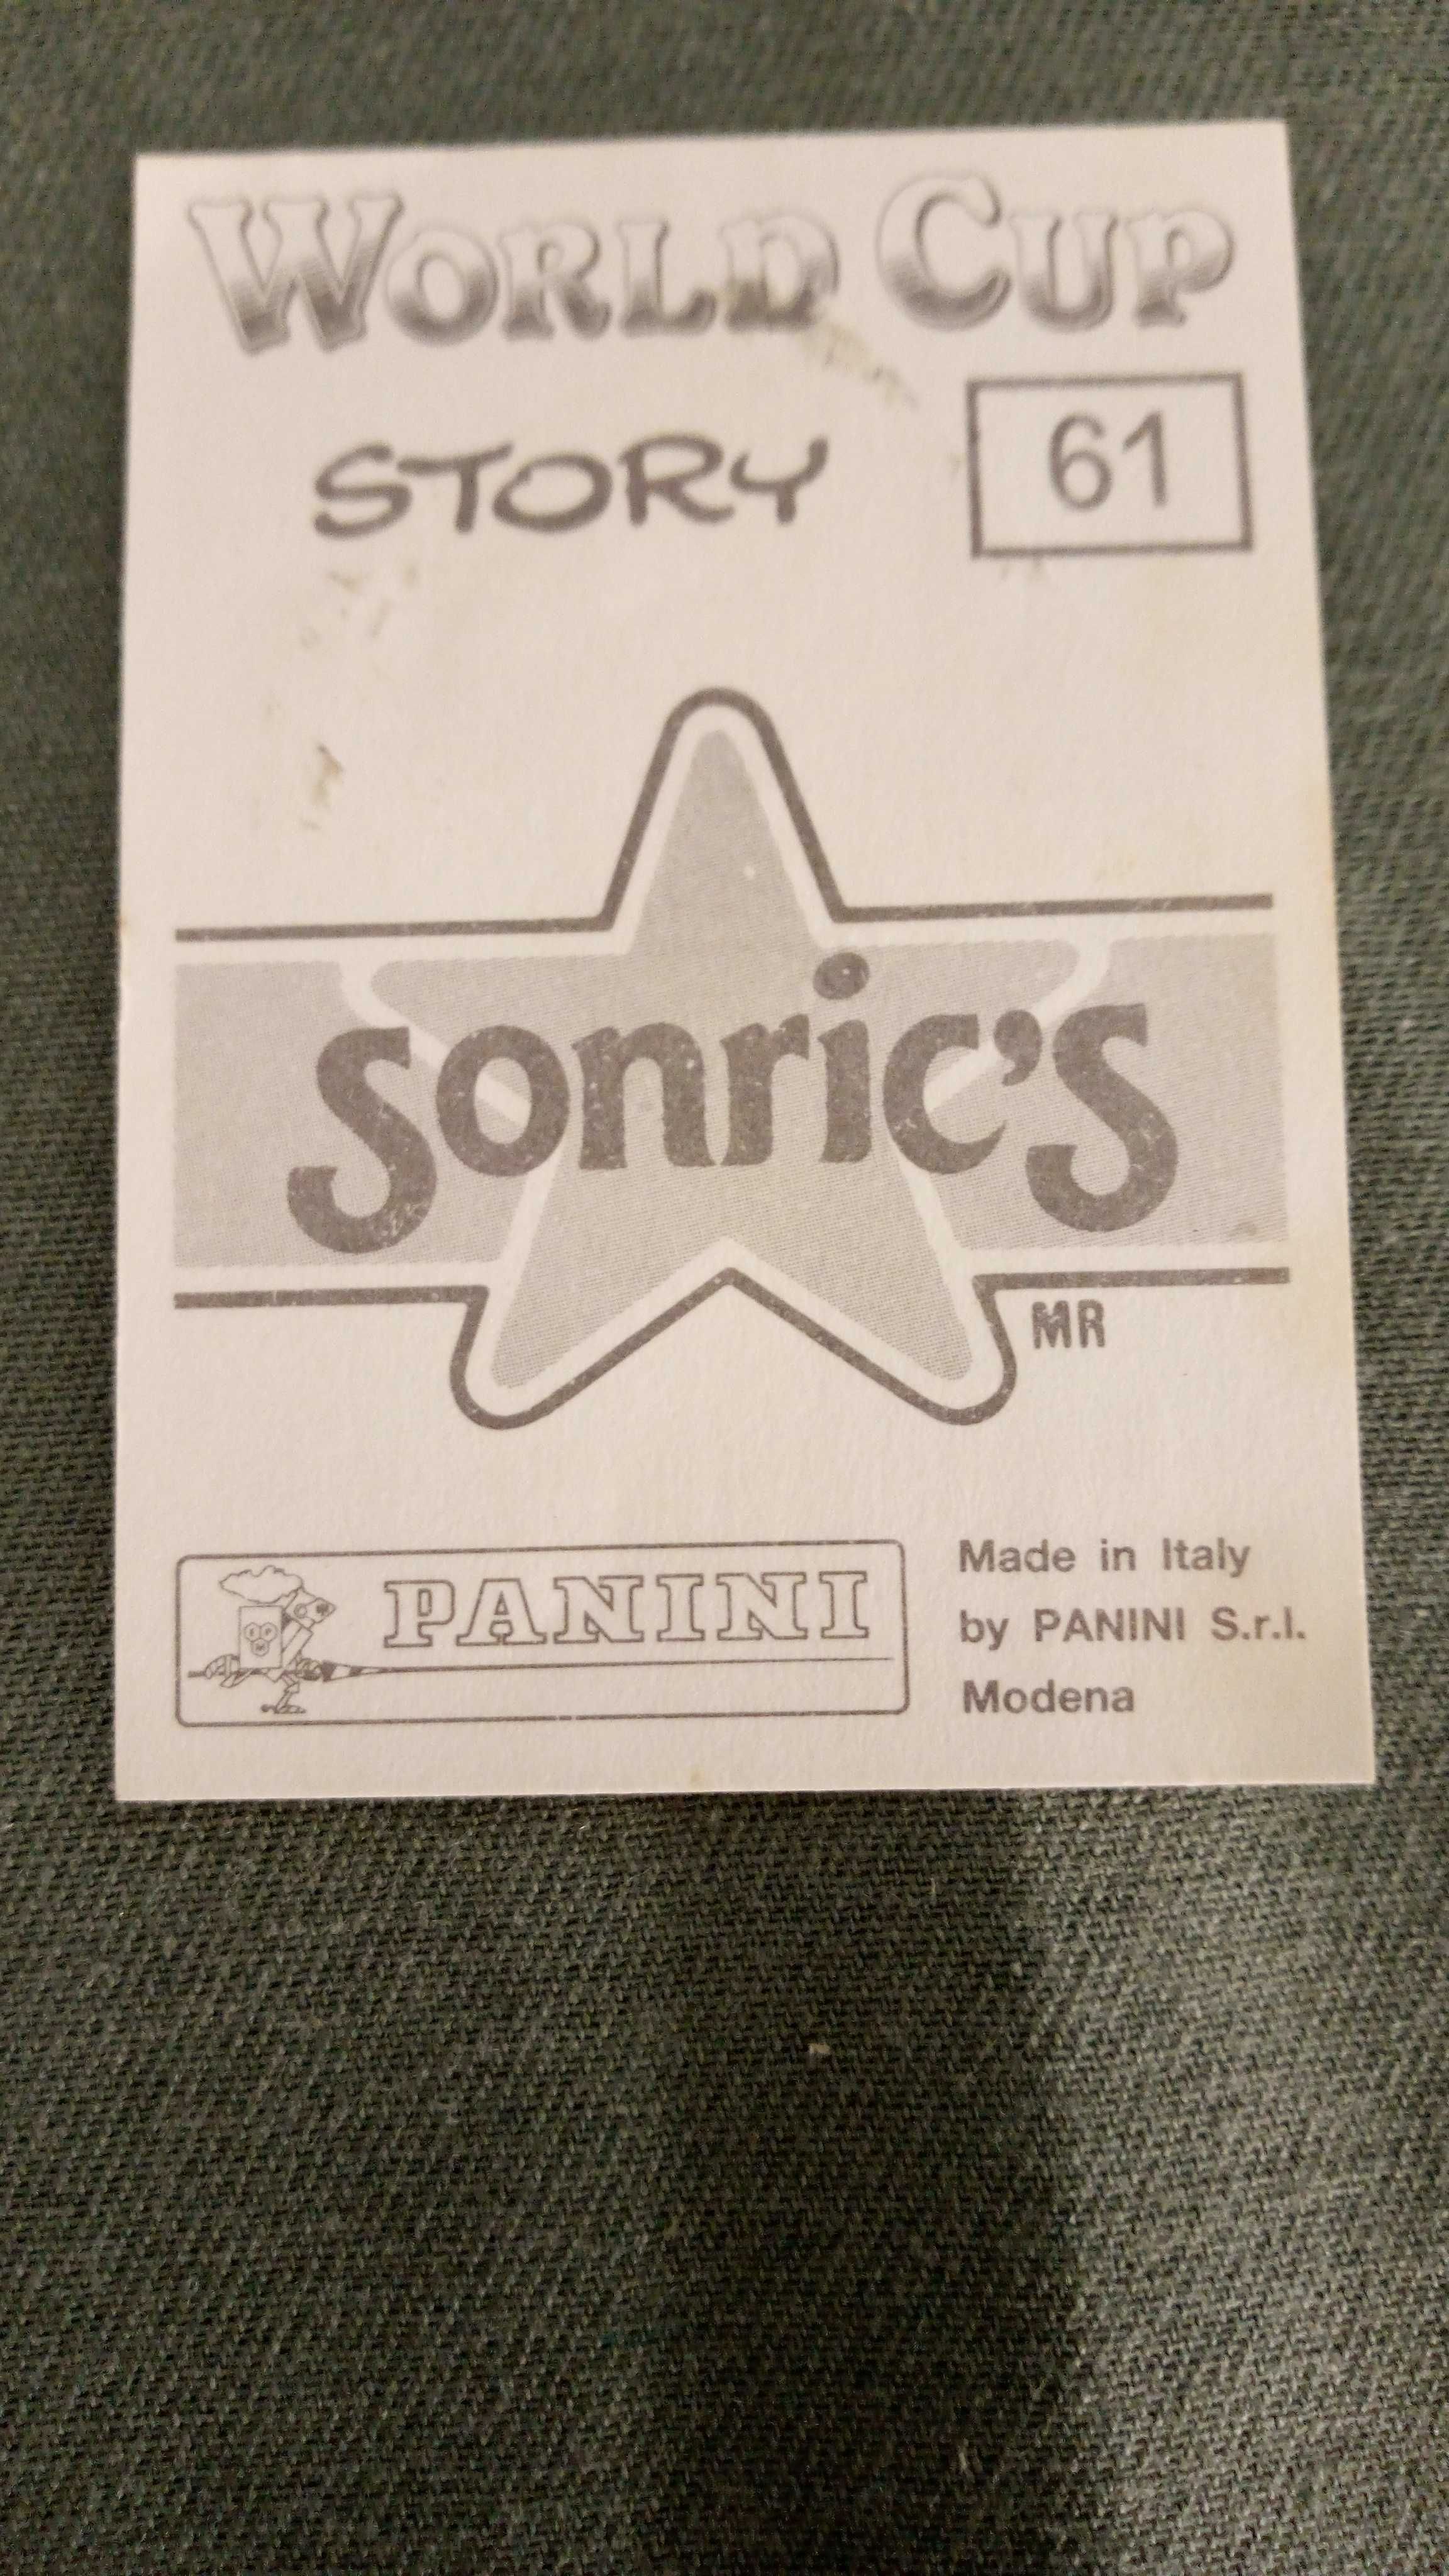 WORLD CUP
STORY
61
sonric's
MR
PANINI
Made in Italy
by PANINI S.r.l.
Modena